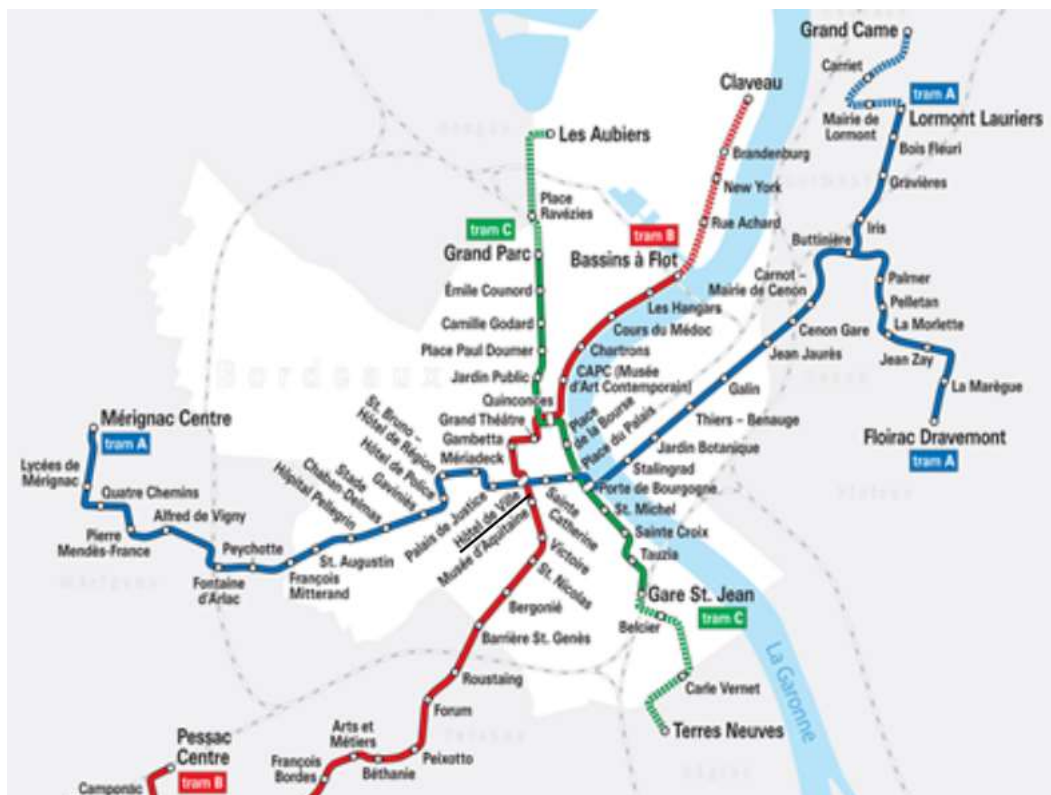 Grand Came
Carriet
tram A
Mairie de
Lormont
Lormont Lauriers
Bois Fleuri
Gravières
Iris
Buttinière
Claveau
Brandenburg
New York
Rue Achard
tram B
Bassins à Flot
Les Hangars
Cours du Médoc
Chartrons
CAPC (Musée
d'Art Contemporain)
Les Aubiers
Place
Ravézies
tram C
Grand Parc
Émile Counord
Camille Godard
Place Paul Doumer
Jardin Public
Quinconces
Grand Théâtre
Gambetta
Carnot –
Mairie de Cenon
Palmer
Pelletan
La Morlette
Jean Zay
La Marègue
Floirac Dravemont
tram A
Cenon Gare
Jean Jaurès
Galin
Thiers – Benauge
Jardin Botanique
Stalingrad
Porte de Bourgogne
Place
de la Bourse
Place du Palais
Bordeaux
Mérignac Centre
tram A
Lycées de
Mérignac
Quatre Chemins
Pierre
Mendès-France
Alfred de Vigny
Fontaine
d'Arlac
Peychotte
François
Mitterrand
St. Augustin
Hôpital Pellegrin
Stade
Chaban-Delmas
Gaviniès
Hôtel de Police
St. Bruno –
Hôtel de Région
Mériadeck
Palais de Justice
Hôtel de Ville
Musée d'Aquitaine
Sainte
Catherine
Victoire
St. Nicolas
Bergonié
Barrière St. Genès
Roustaing
Forum
Peixotto
Béthanie
Arts et
Métiers
François
Bordes
Pessac
Centre
tram B
Camponac
St. Michel
Sainte Croix
Tauzia
Gare St. Jean
tram C
Belcier
Carle Vernet
Terres Neuves
La Garonne